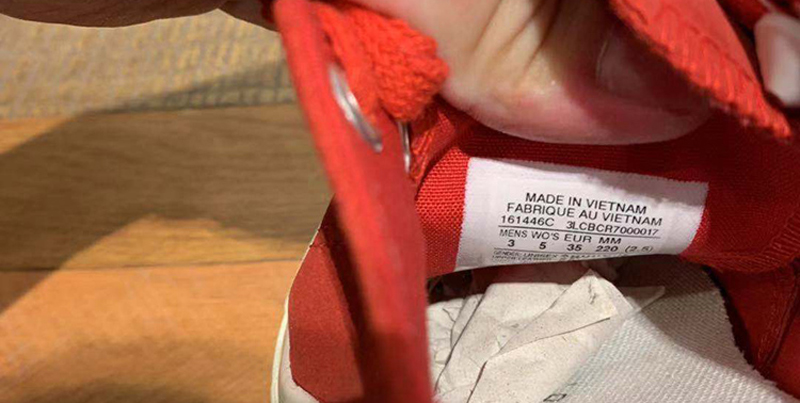 MADE IN VIETNAM
FABRIQUE AU VIETNAM
161446C 3LCBCR7000017
MENS WO'S EUR MM
3 5 35 220 (2.5)